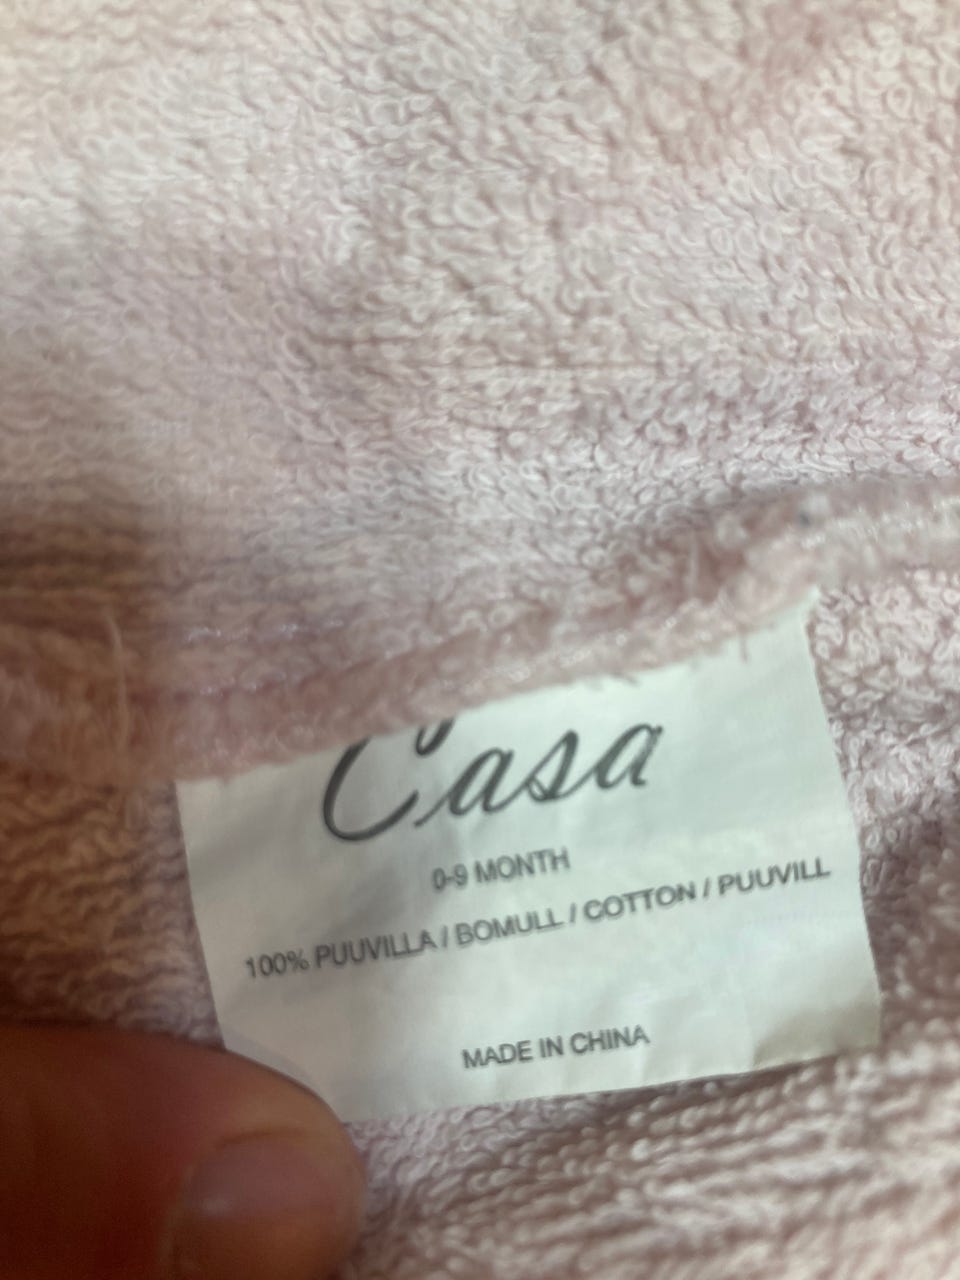 Casa
0-9 MONTH
100% PUUVILLA / BOMULL / COTTON / PUUVILL
MADE IN CHINA